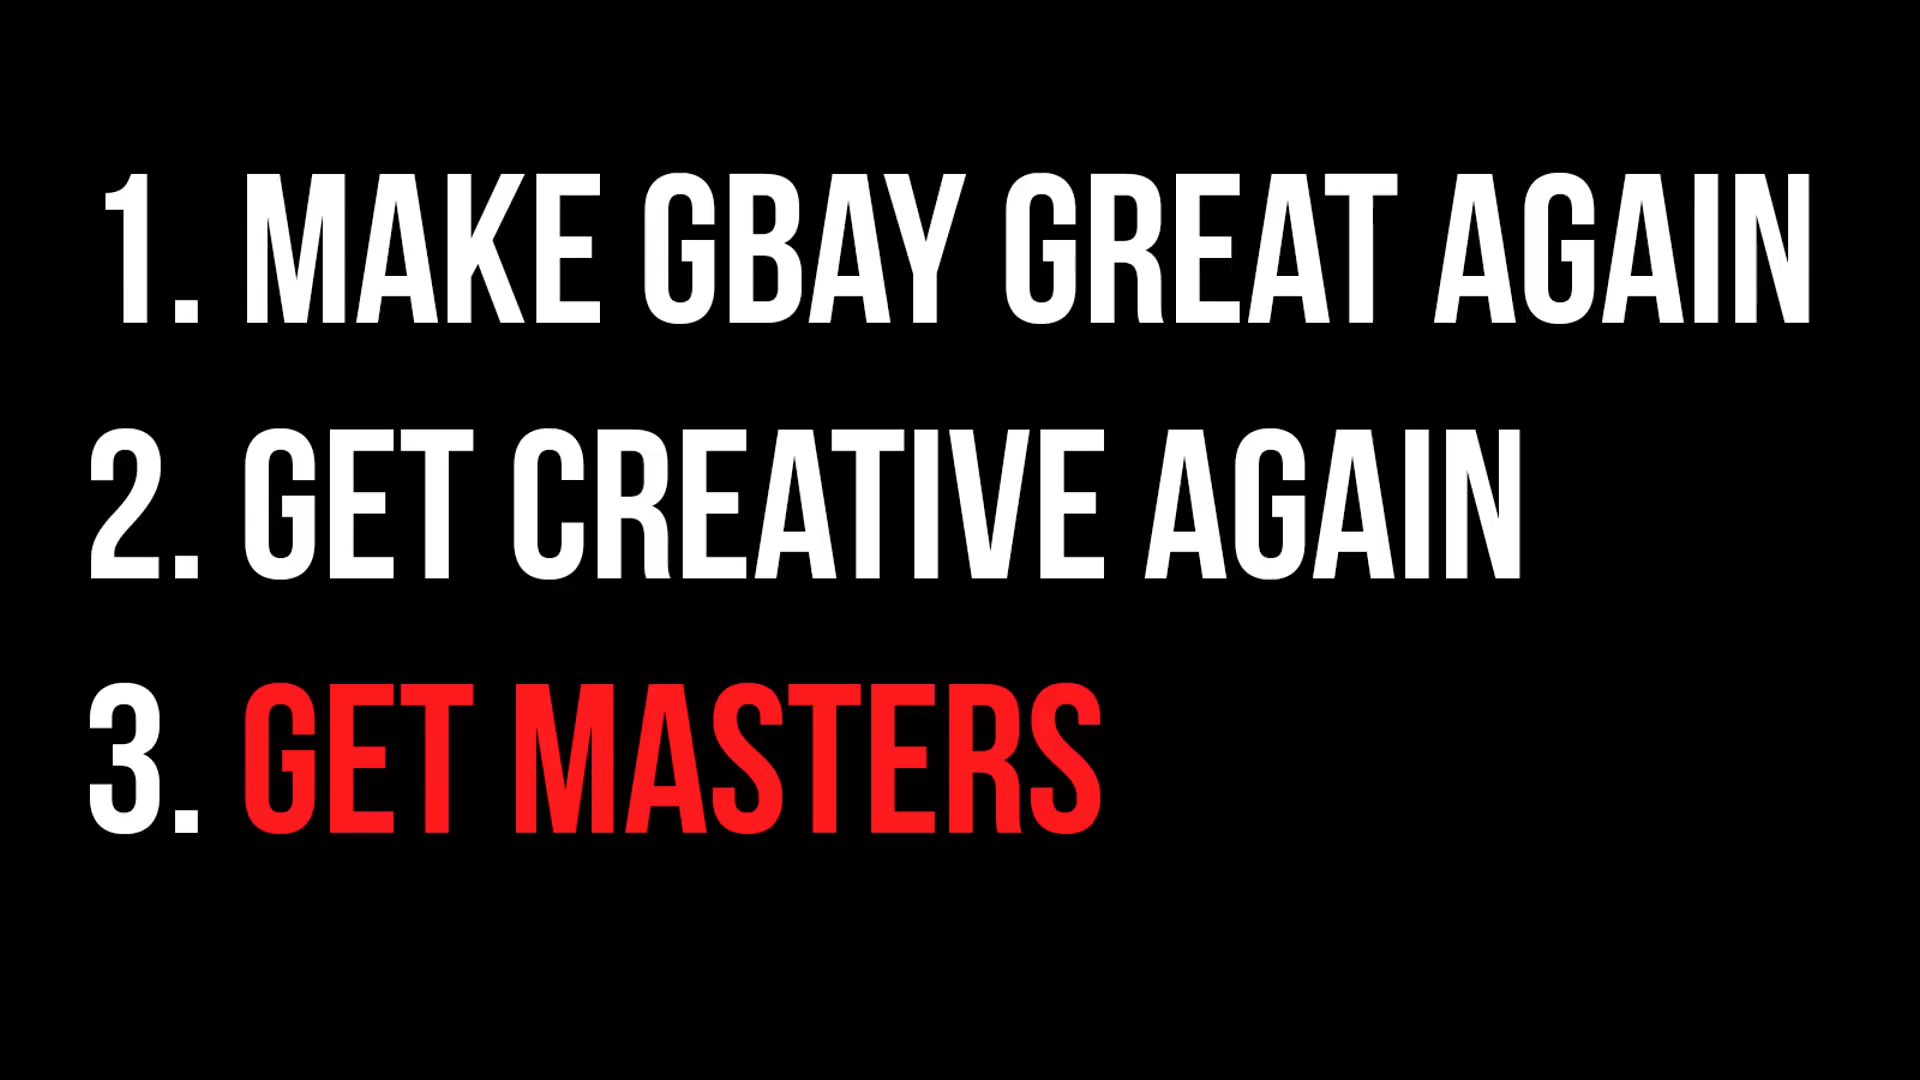 1. MAKE GBAY GREAT AGAIN
2. GET CREATIVE AGAIN
3. GET MASTERS